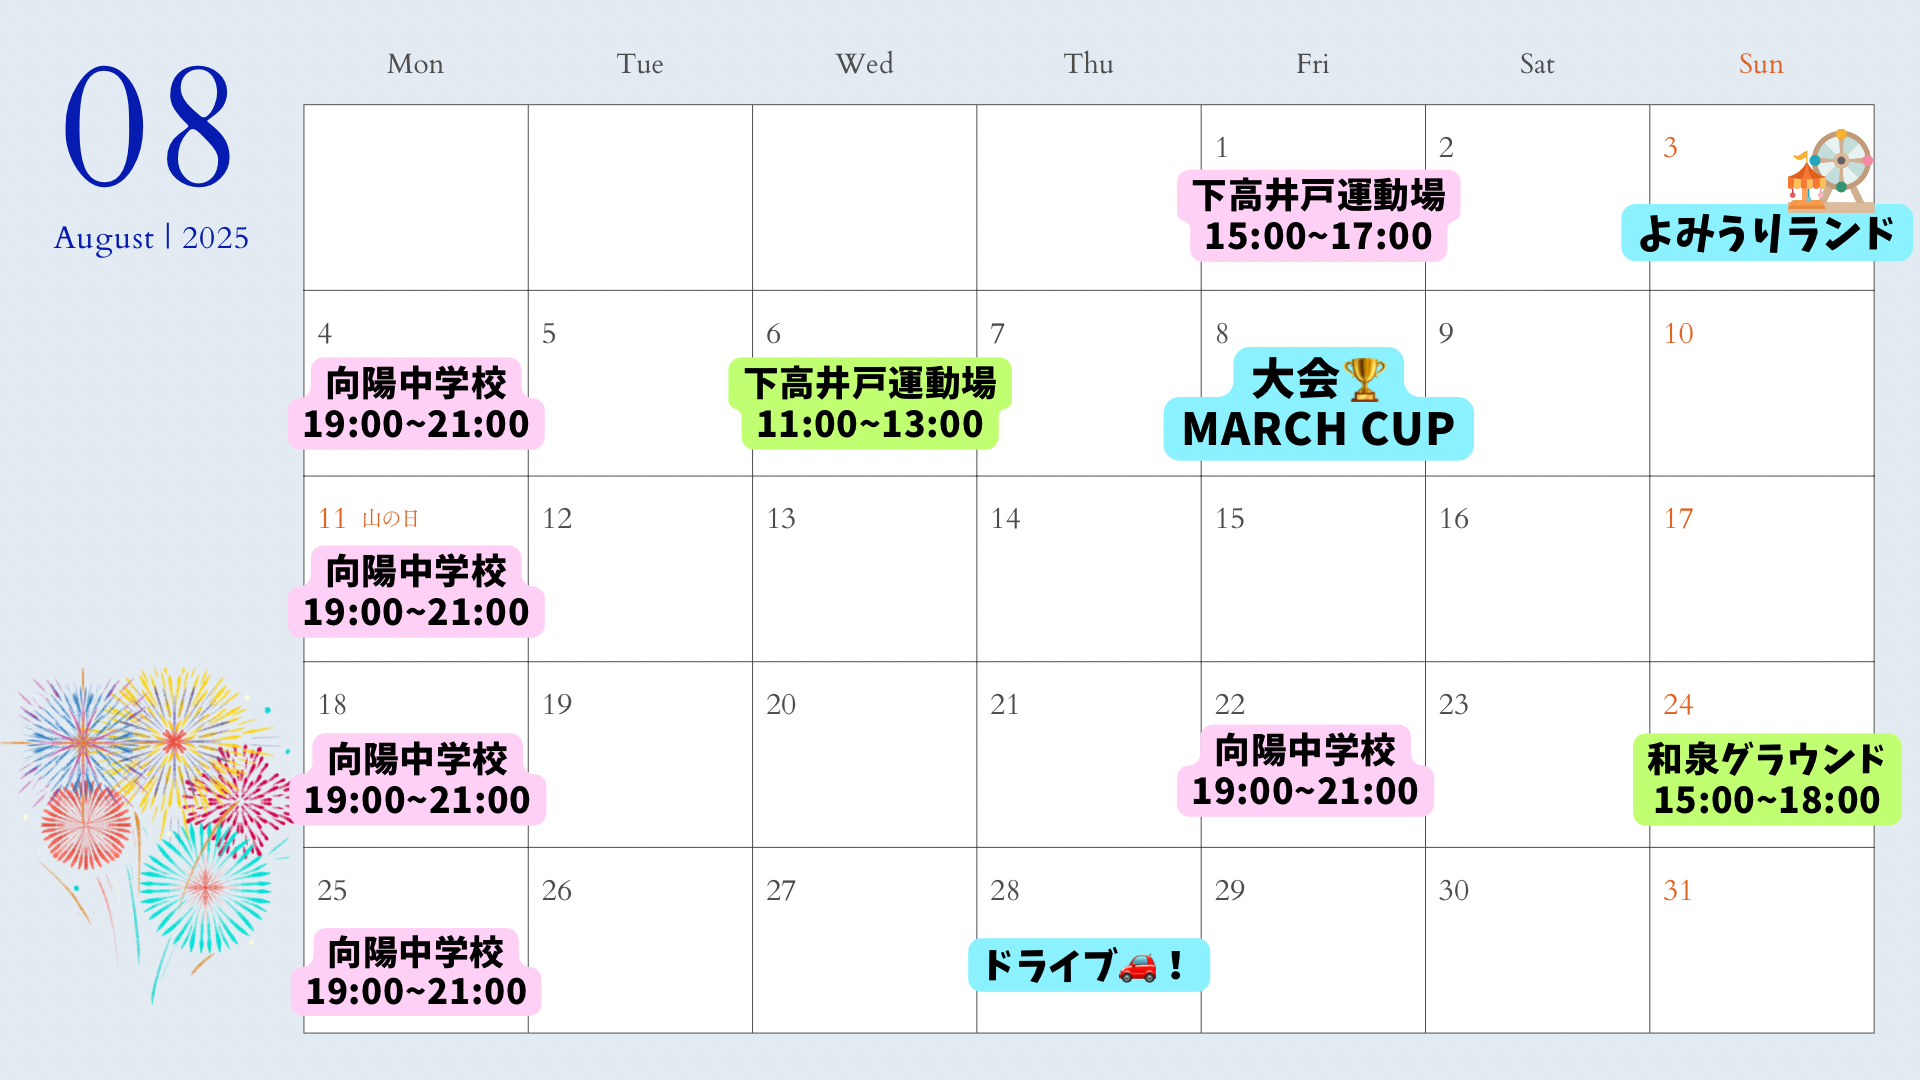 08
August | 2025
Mon Tue Wed Thu Fri Sat Sun
1 2 3
下高井戸運動場
15:00~17:00
よみうりランド
4 5 6 7 8 9 10
向陽中学校
19:00~21:00
下高井戸運動場
11:00~13:00
大会🏆
MARCH CUP
11 山の日 12 13 14 15 16 17
向陽中学校
19:00~21:00
18 19 20 21 22 23 24
向陽中学校
19:00~21:00
向陽中学校
19:00~21:00
和泉グラウンド
15:00~18:00
25 26 27 28 29 30 31
向陽中学校
19:00~21:00
ドライブ🚗！